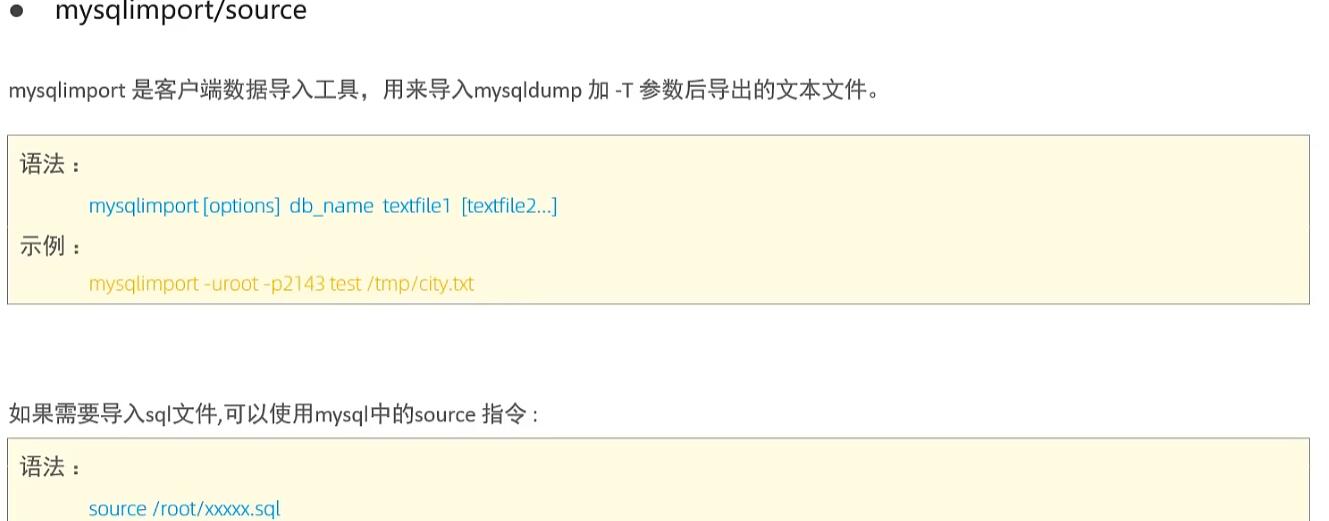 ● mysqlimport/source
mysqlimport 是客户端数据导入工具，用来导入mysqldump 加 -T 参数后导出的文本文件。
语法：
mysqlimport [options] db_name textfile1 [textfile2...]
示例：
mysqlimport -uroot -p2143 test /tmp/city.txt
如果需要导入sql文件,可以使用mysql中的source 指令 :
语法：
source /root/xxxxx.sql